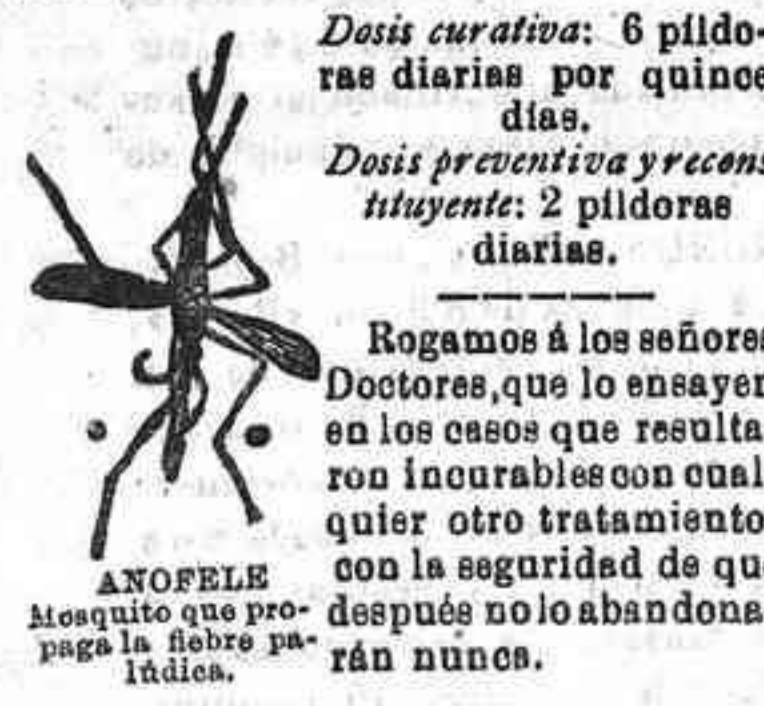 Dosis curativa: 6 píldo-
ras diarias por quince
días.
Dosis preventiva y recons
tituyente: 2 píldoras
diarias.
Rogamos á los señores
Doctores, que lo ensayen
en los casos que resulta-
ron incurables con cual
quier otro tratamiento
con la seguridad de qu
después no lo abandona
rán nunca.
ANOFELE
Mosquito que pro-
paga la fiebre pa-
lúdica.